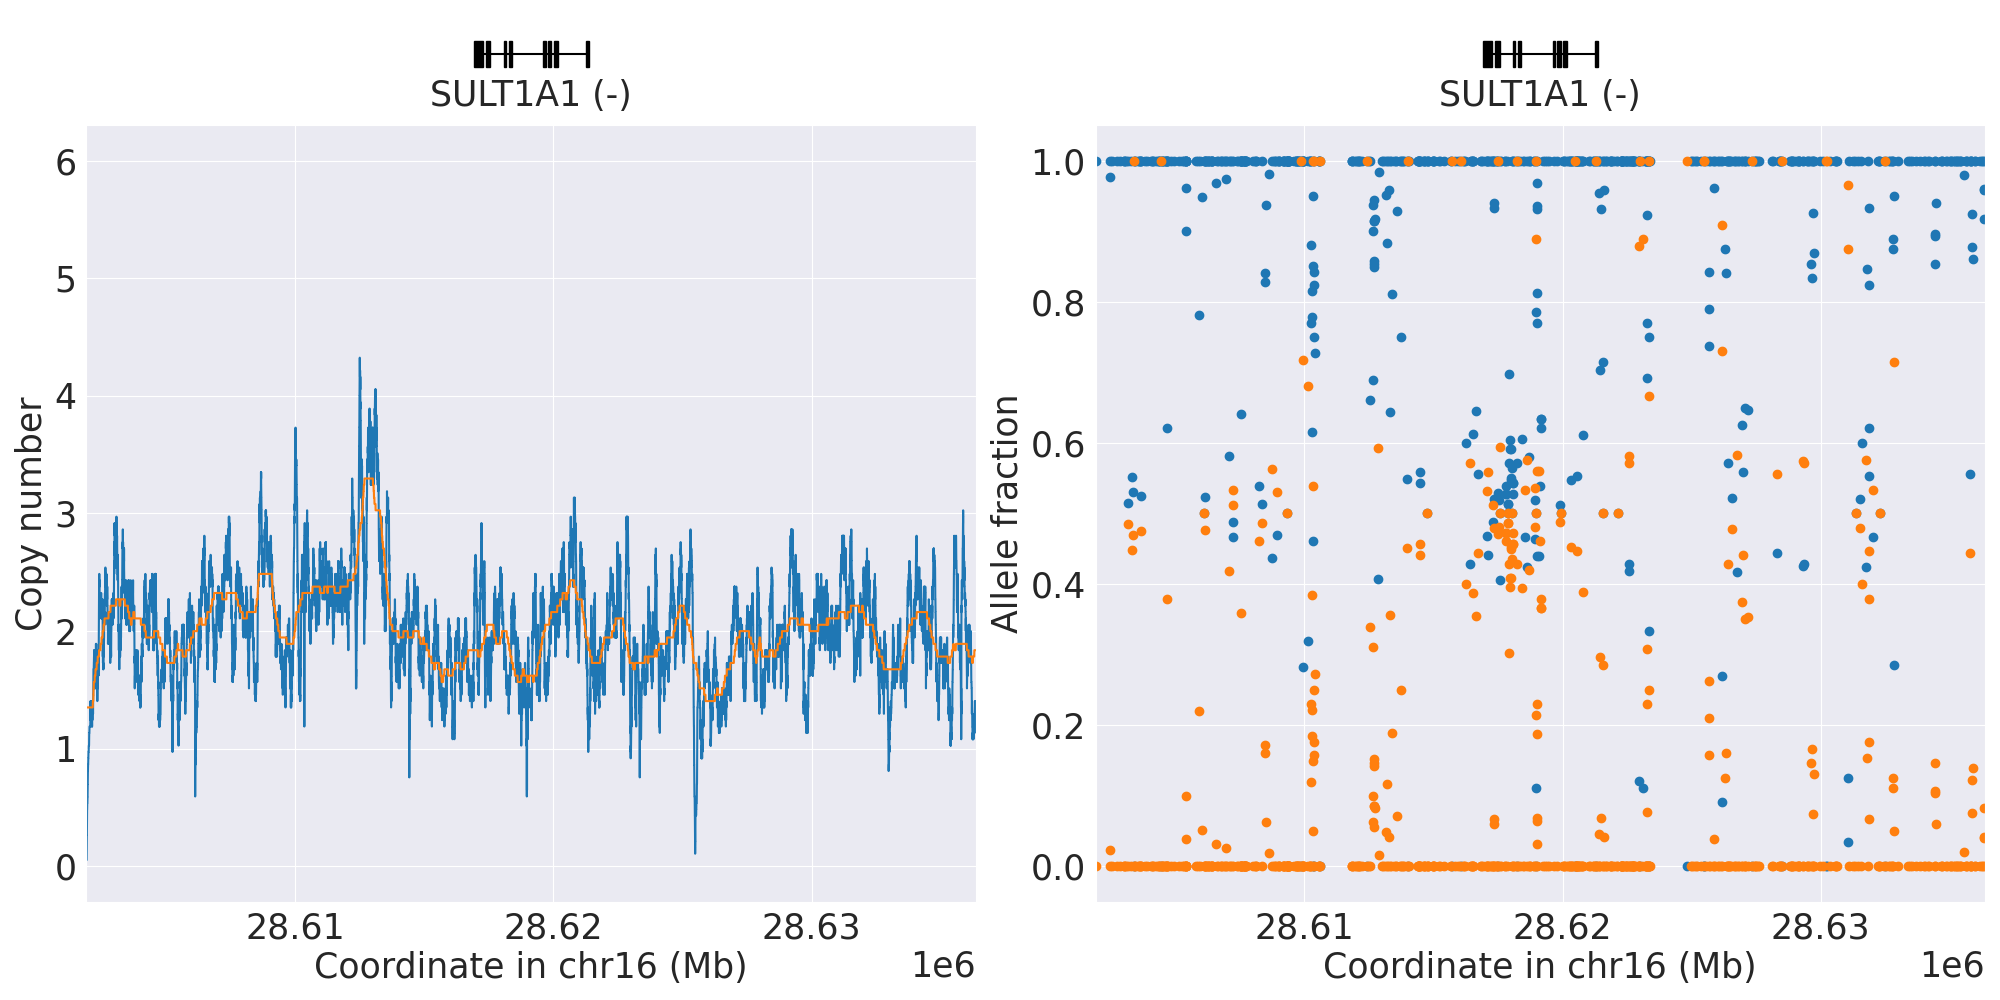 SULT1A1 (-)
6
5
4
3
2
1
0
Copy number
28.61
28.62
28.63
Coordinate in chr16 (Mb)
1e6
SULT1A1 (-)
1.0
0.8
0.6
0.4
0.2
0.0
Allele fraction
28.61
28.62
28.63
Coordinate in chr16 (Mb)
1e6